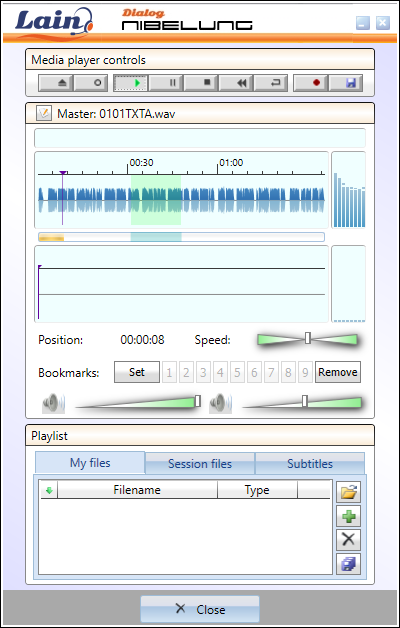 Lain
Dialog
NIBELUNG
Media player controls
Master: 0101TXTA.wav
00:30 01:00
Position: 00:00:08 Speed:
Bookmarks: Set 1 2 3 4 5 6 7 8 9 Remove
Playlist
My files Session files Subtitles
Filename Type
Close